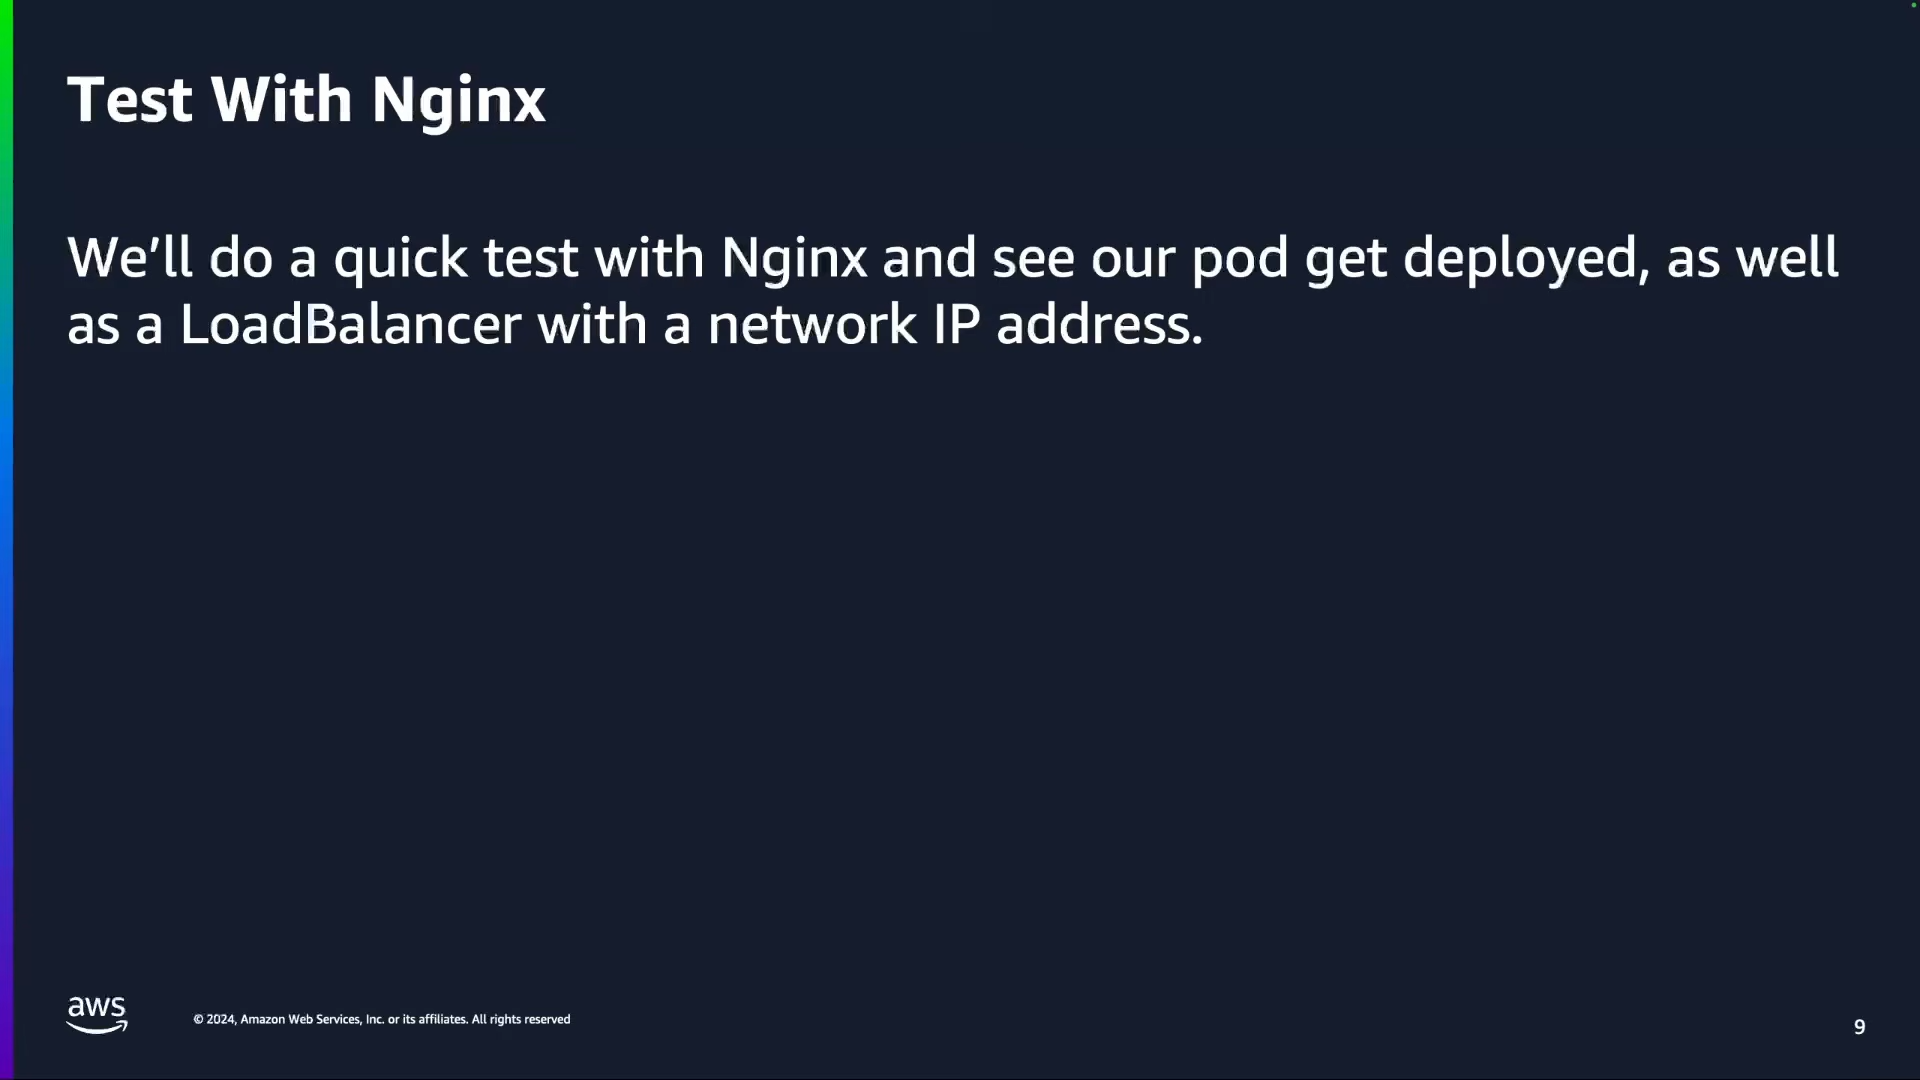 Test With Nginx
We’ll do a quick test with Nginx and see our pod get deployed, as well
as a LoadBalancer with a network IP address.
aws
© 2024, Amazon Web Services, Inc. or its affiliates. All rights reserved
9